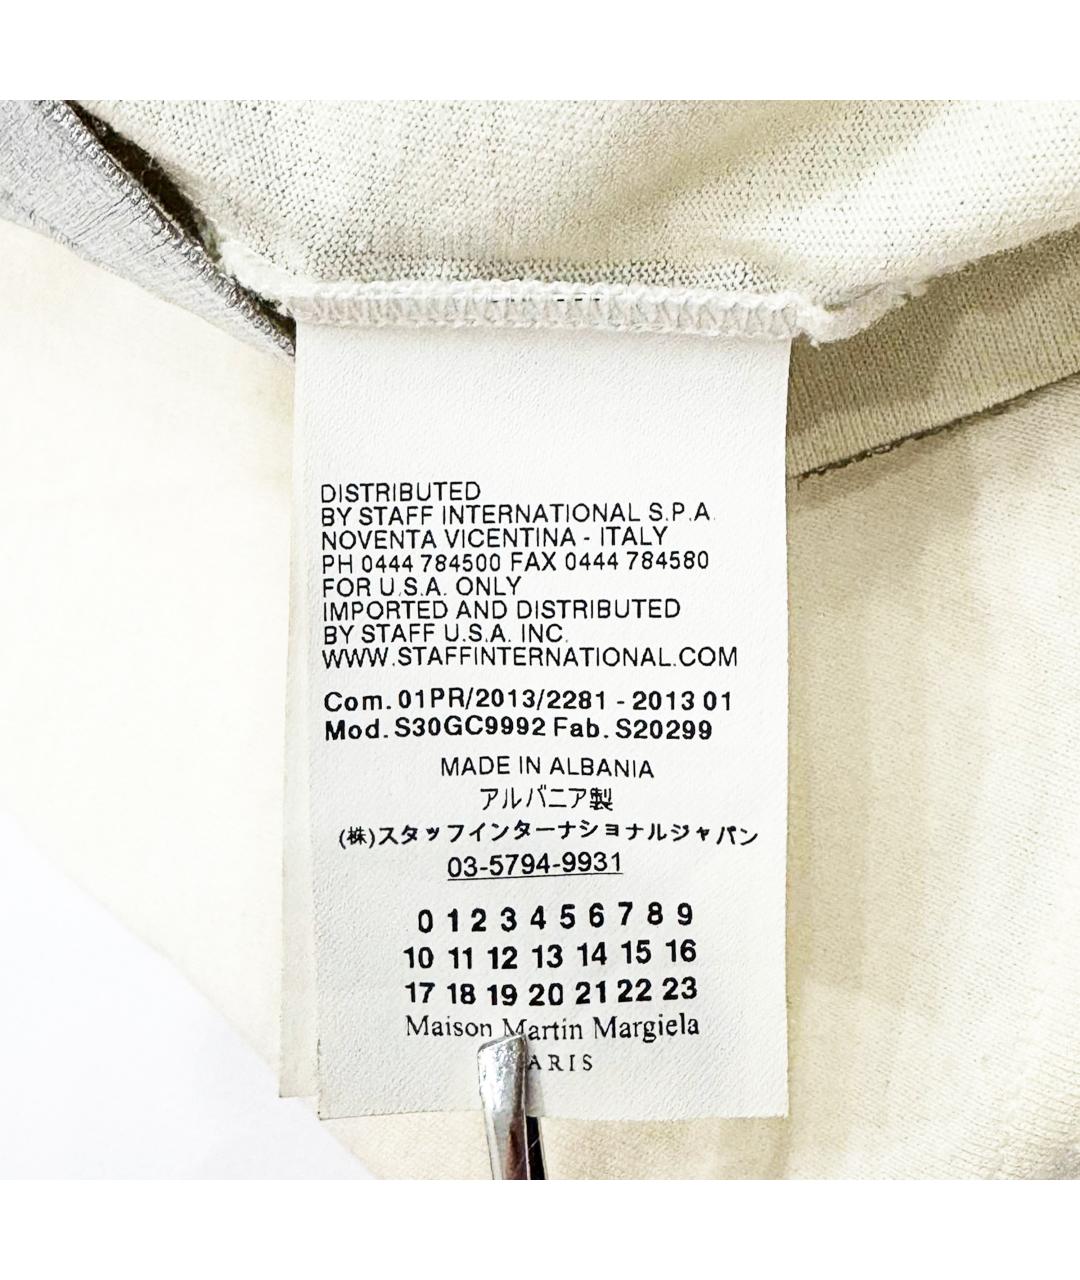 DISTRIBUTED
BY STAFF INTERNATIONAL S.P.A.
NOVENTA VICENTINA - ITALY
PH 0444 784500 FAX 0444 784580
FOR U.S.A. ONLY
IMPORTED AND DISTRIBUTED
BY STAFF U.S.A. INC.
WWW.STAFFINTERNATIONAL.COM
Com. 01PR/2013/2281 - 2013 01
Mod. S30GC9992 Fab. S20299
MADE IN ALBANIA
アルバニア製
(株)スタッフインターナショナルジャパン
03-5794-9931
0 1 2 3 4 5 6 7 8 9
10 11 12 13 14 15 16
17 18 19 20 21 22 23
Maison Martin Margiela
ARIS